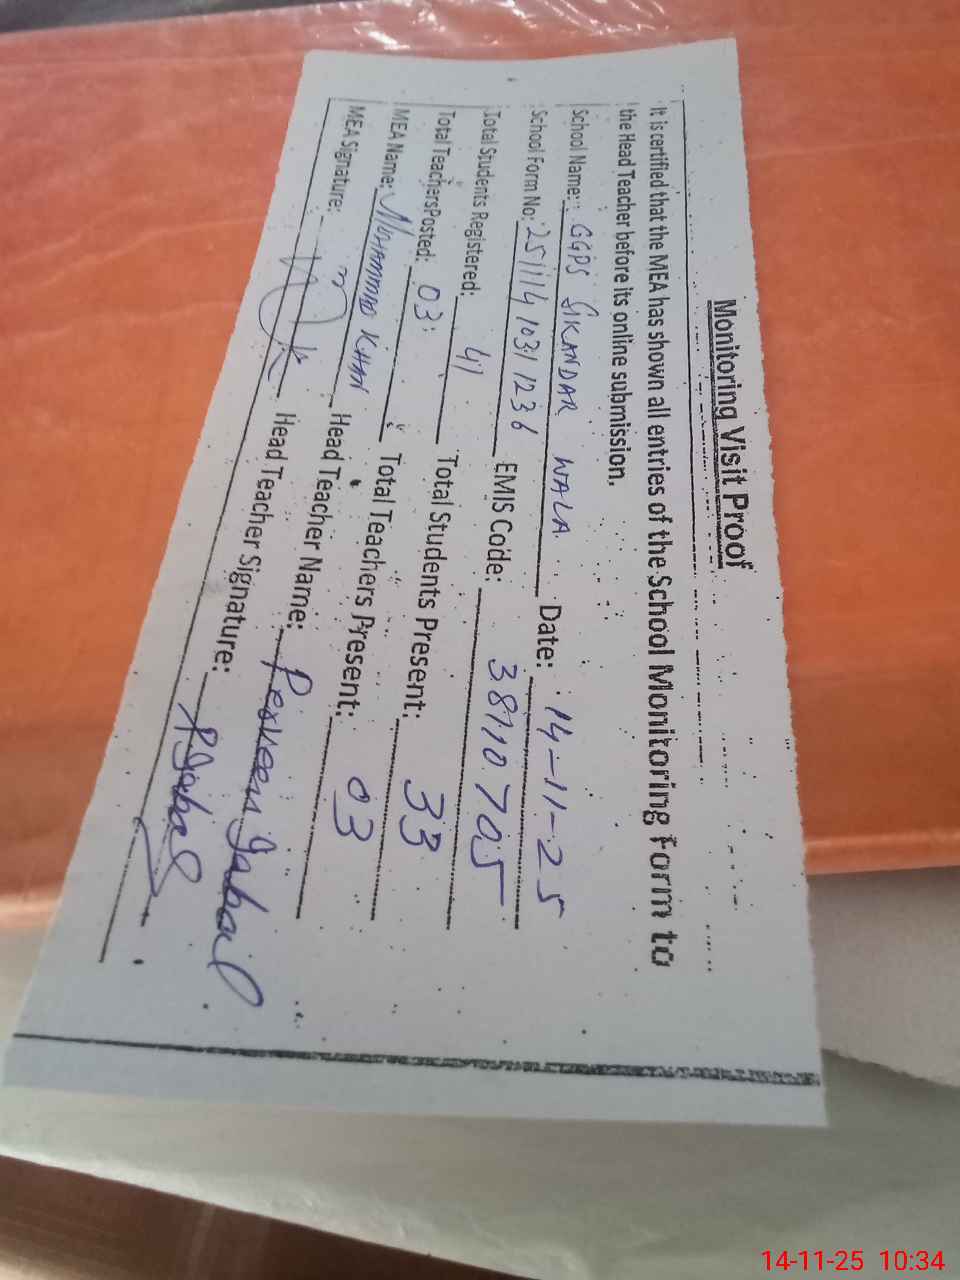 Monitoring Visit Proof
It is certified that the MEA has shown all entries of the School Monitoring Form to
the Head Teacher before its online submission.
School Name: GGPS SIKANDAR WALA Date: 14-11-25
School Form No: 2511141031236 EMIS Code: 38110705
Total Students Registered: 41 Total Students Present: 33
Total Teachers Posted: 03 Total Teachers Present: 03
MEA Name: MUHAMMAD KHAN Head Teacher Name: Perveen Iqbal
MEA Signature: Head Teacher Signature: PIqbal
14-11-25 10:34